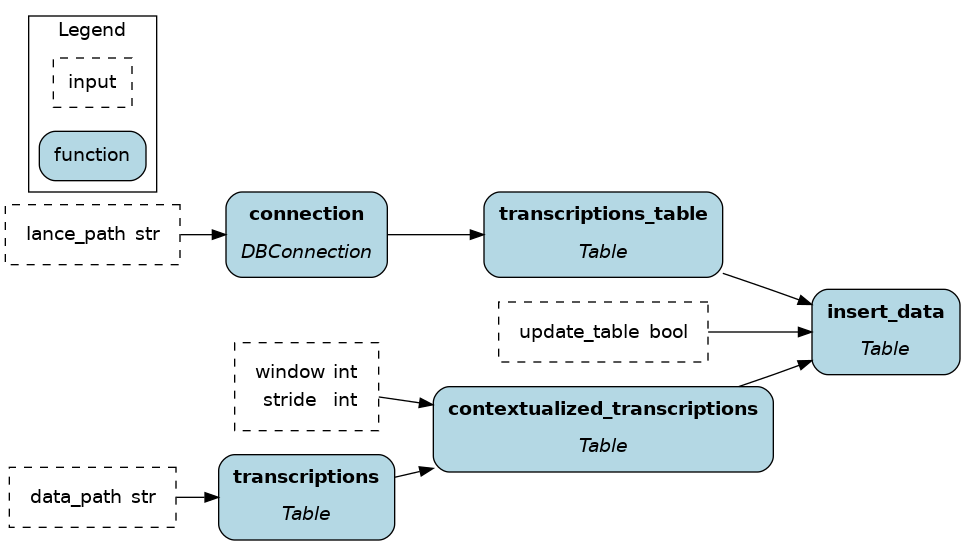 Legend
input
function
lance_path str
connection
DBConnection
transcriptions_table
Table
insert_data
Table
update_table bool
window int
stride int
contextualized_transcriptions
Table
data_path str
transcriptions
Table